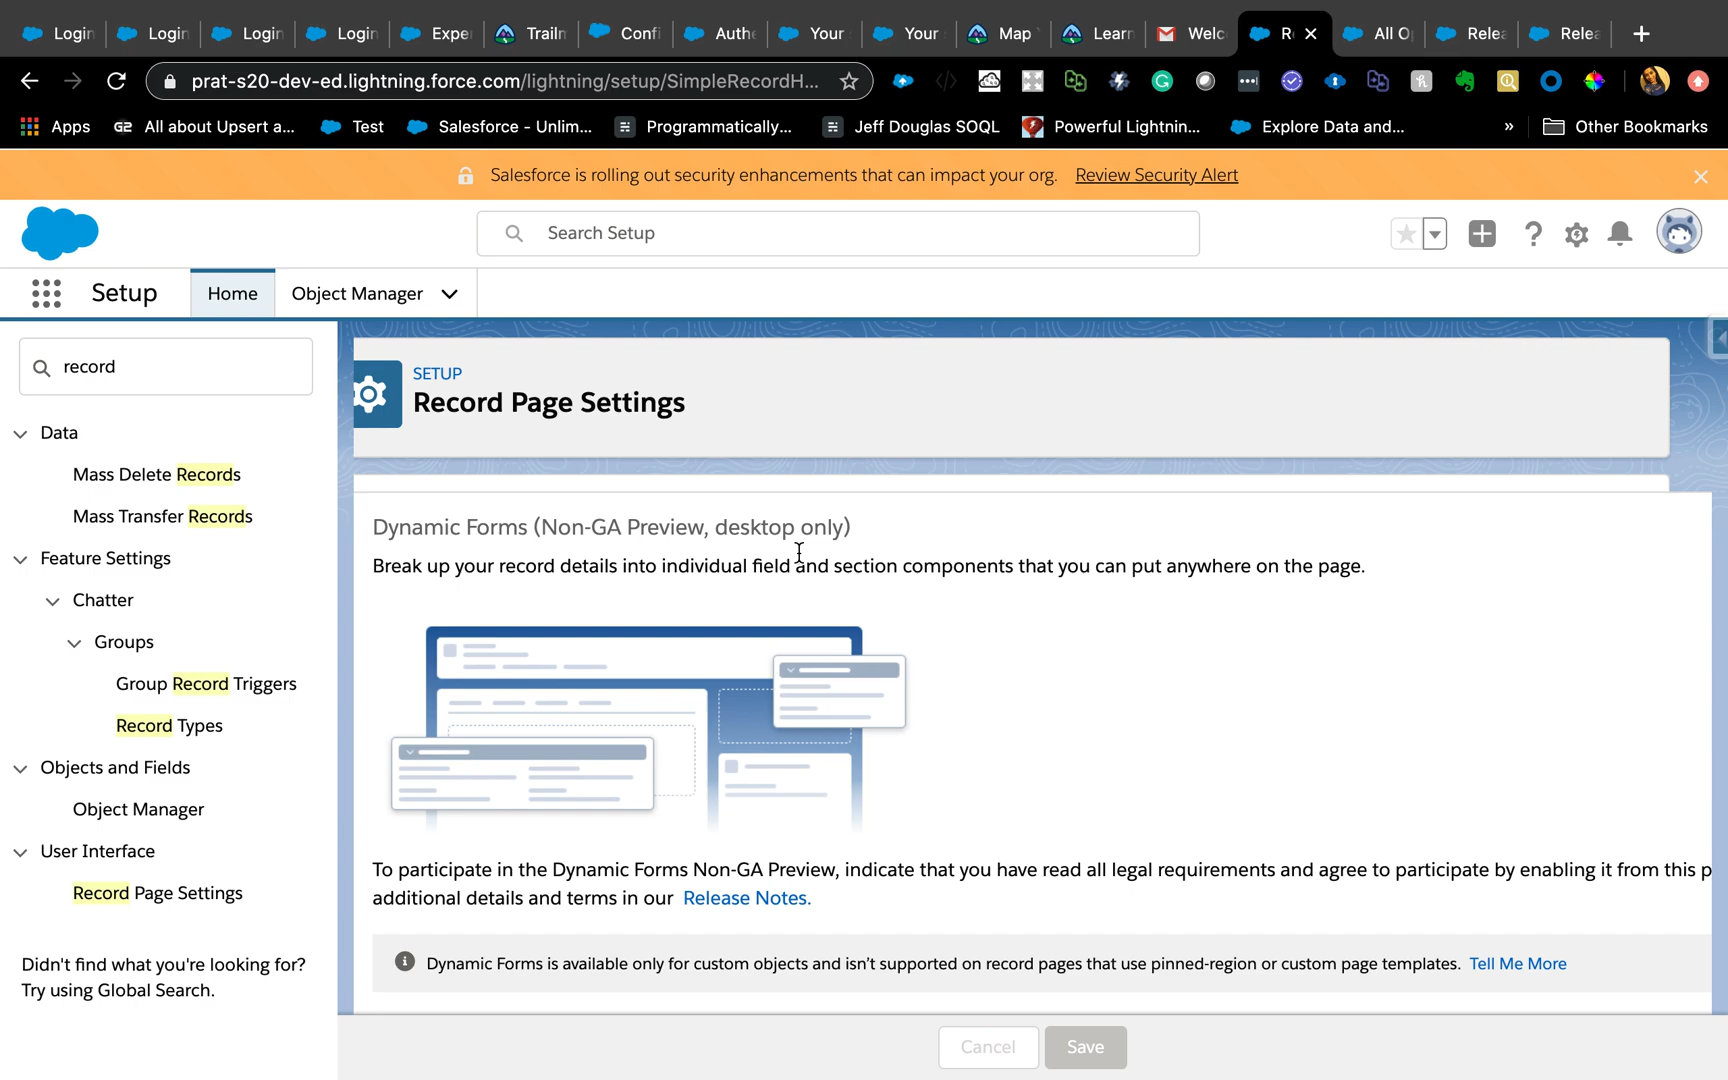 Login
Login
Login
Login
Expe
Trailh
Confi
Authe
Your
Your
Map
Learn
Welc
Re
All O
Relea
Relea
prat-s20-dev-ed.lightning.force.com/lightning/setup/SimpleRecordH...
Apps
G2 All about Upsert a...
Test
Salesforce - Unlim...
Programmatically...
Jeff Douglas SOQL
Powerful Lightnin...
Explore Data and...
»
Other Bookmarks
Salesforce is rolling out security enhancements that can impact your org. Review Security Alert
Search Setup
Setup
Home
Object Manager
record
Data
Mass Delete Records
Mass Transfer Records
Feature Settings
Chatter
Groups
Group Record Triggers
Record Types
Objects and Fields
Object Manager
User Interface
Record Page Settings
Didn't find what you're looking for?
Try using Global Search.
SETUP
Record Page Settings
Dynamic Forms (Non-GA Preview, desktop only)
Break up your record details into individual field and section components that you can put anywhere on the page.
To participate in the Dynamic Forms Non-GA Preview, indicate that you have read all legal requirements and agree to participate by enabling it from this p
additional details and terms in our Release Notes.
Dynamic Forms is available only for custom objects and isn't supported on record pages that use pinned-region or custom page templates. Tell Me More
Cancel
Save